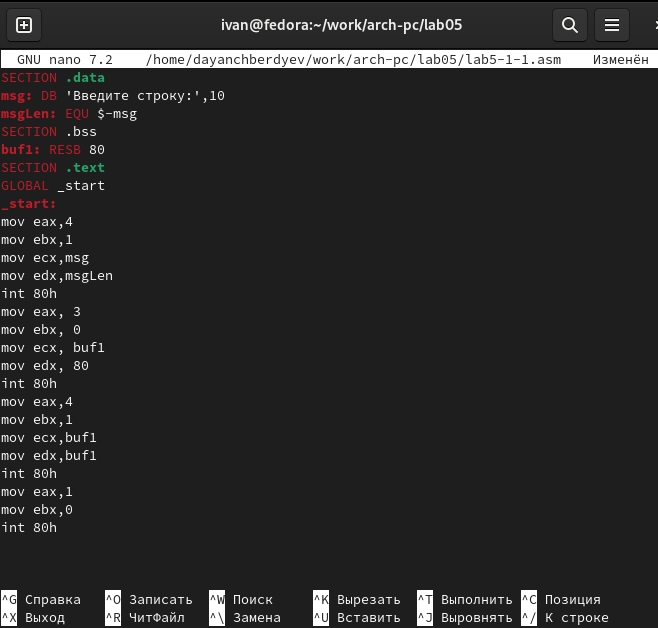 ivan@fedora:~/work/arch-pc/lab05
GNU nano 7.2 /home/dayanchberdyev/work/arch-pc/lab05/lab5-1-1.asm Изменён
SECTION .data
msg: DB 'Введите строку:',10
msgLen: EQU $-msg
SECTION .bss
buf1: RESB 80
SECTION .text
GLOBAL _start
_start:
mov eax,4
mov ebx,1
mov ecx,msg
mov edx,msgLen
int 80h
mov eax, 3
mov ebx, 0
mov ecx, buf1
mov edx, 80
int 80h
mov eax,4
mov ebx,1
mov ecx,buf1
mov edx,buf1
int 80h
mov eax,1
mov ebx,0
int 80h
^G Справка ^O Записать ^W Поиск ^K Вырезать ^T Выполнить ^C Позиция
^X Выход ^R ЧитФайл ^\ Замена ^U Вставить ^J Выровнять ^/ К строке